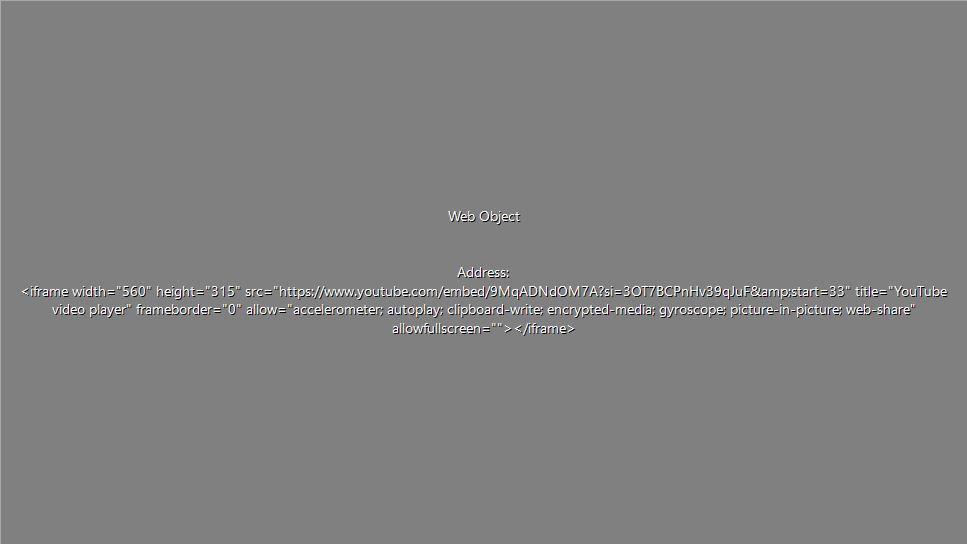 Web Object
Address:
<iframe width="560" height="315" src="https://www.youtube.com/embed/9MqADNdOM7A?si=3OT7BCPnHv39qJuF&amp;start=33" title="YouTube
video player" frameborder="0" allow="accelerometer; autoplay; clipboard-write; encrypted-media; gyroscope; picture-in-picture; web-share"
allowfullscreen=""></iframe>